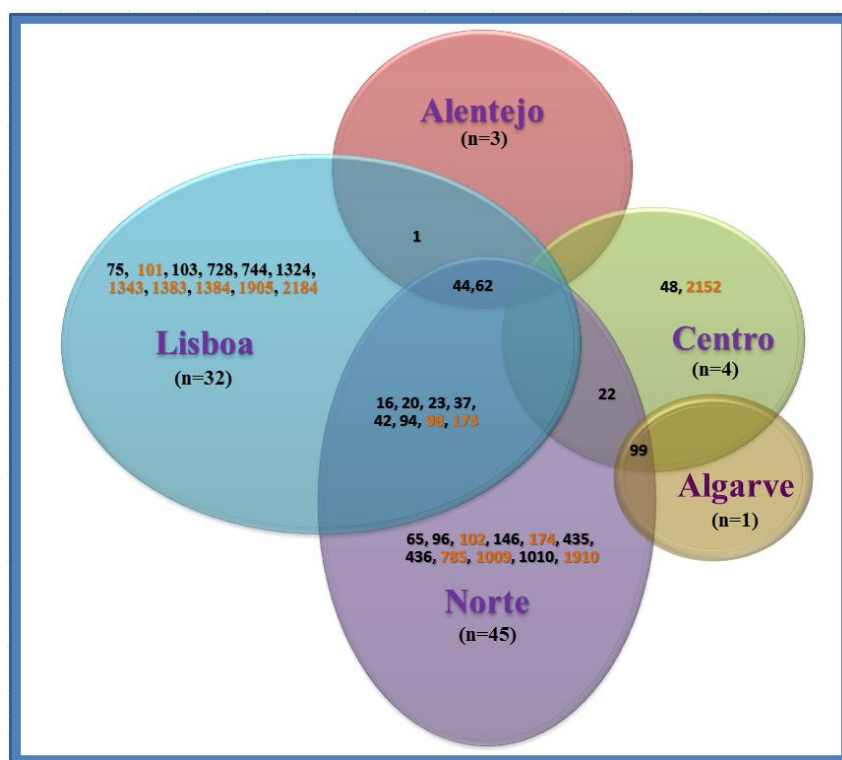 Alentejo
(n=3)
1
75, 101, 103, 728, 744, 1324,
1343, 1383, 1384, 1905, 2184
44,62
48, 2152
Lisboa
(n=32)
Centro
(n=4)
22
16, 20, 23, 37,
42, 94, 98, 173
99
Algarve
(n=1)
65, 96, 102, 146, 174, 435,
436, 785, 1009, 1010, 1910
Norte
(n=45)